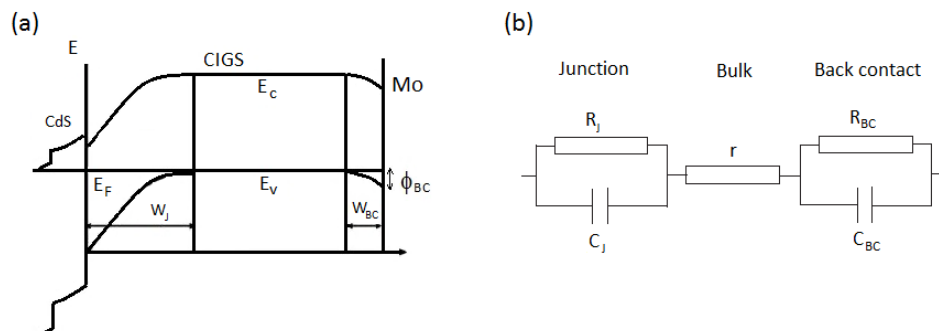 (a)
E
CIGS
E_c
Mo
CdS
E_F
E_v
ϕ_BC
W_J
W_BC
(b)
Junction Bulk Back contact
R_J
R_BC
r
C_J
C_BC